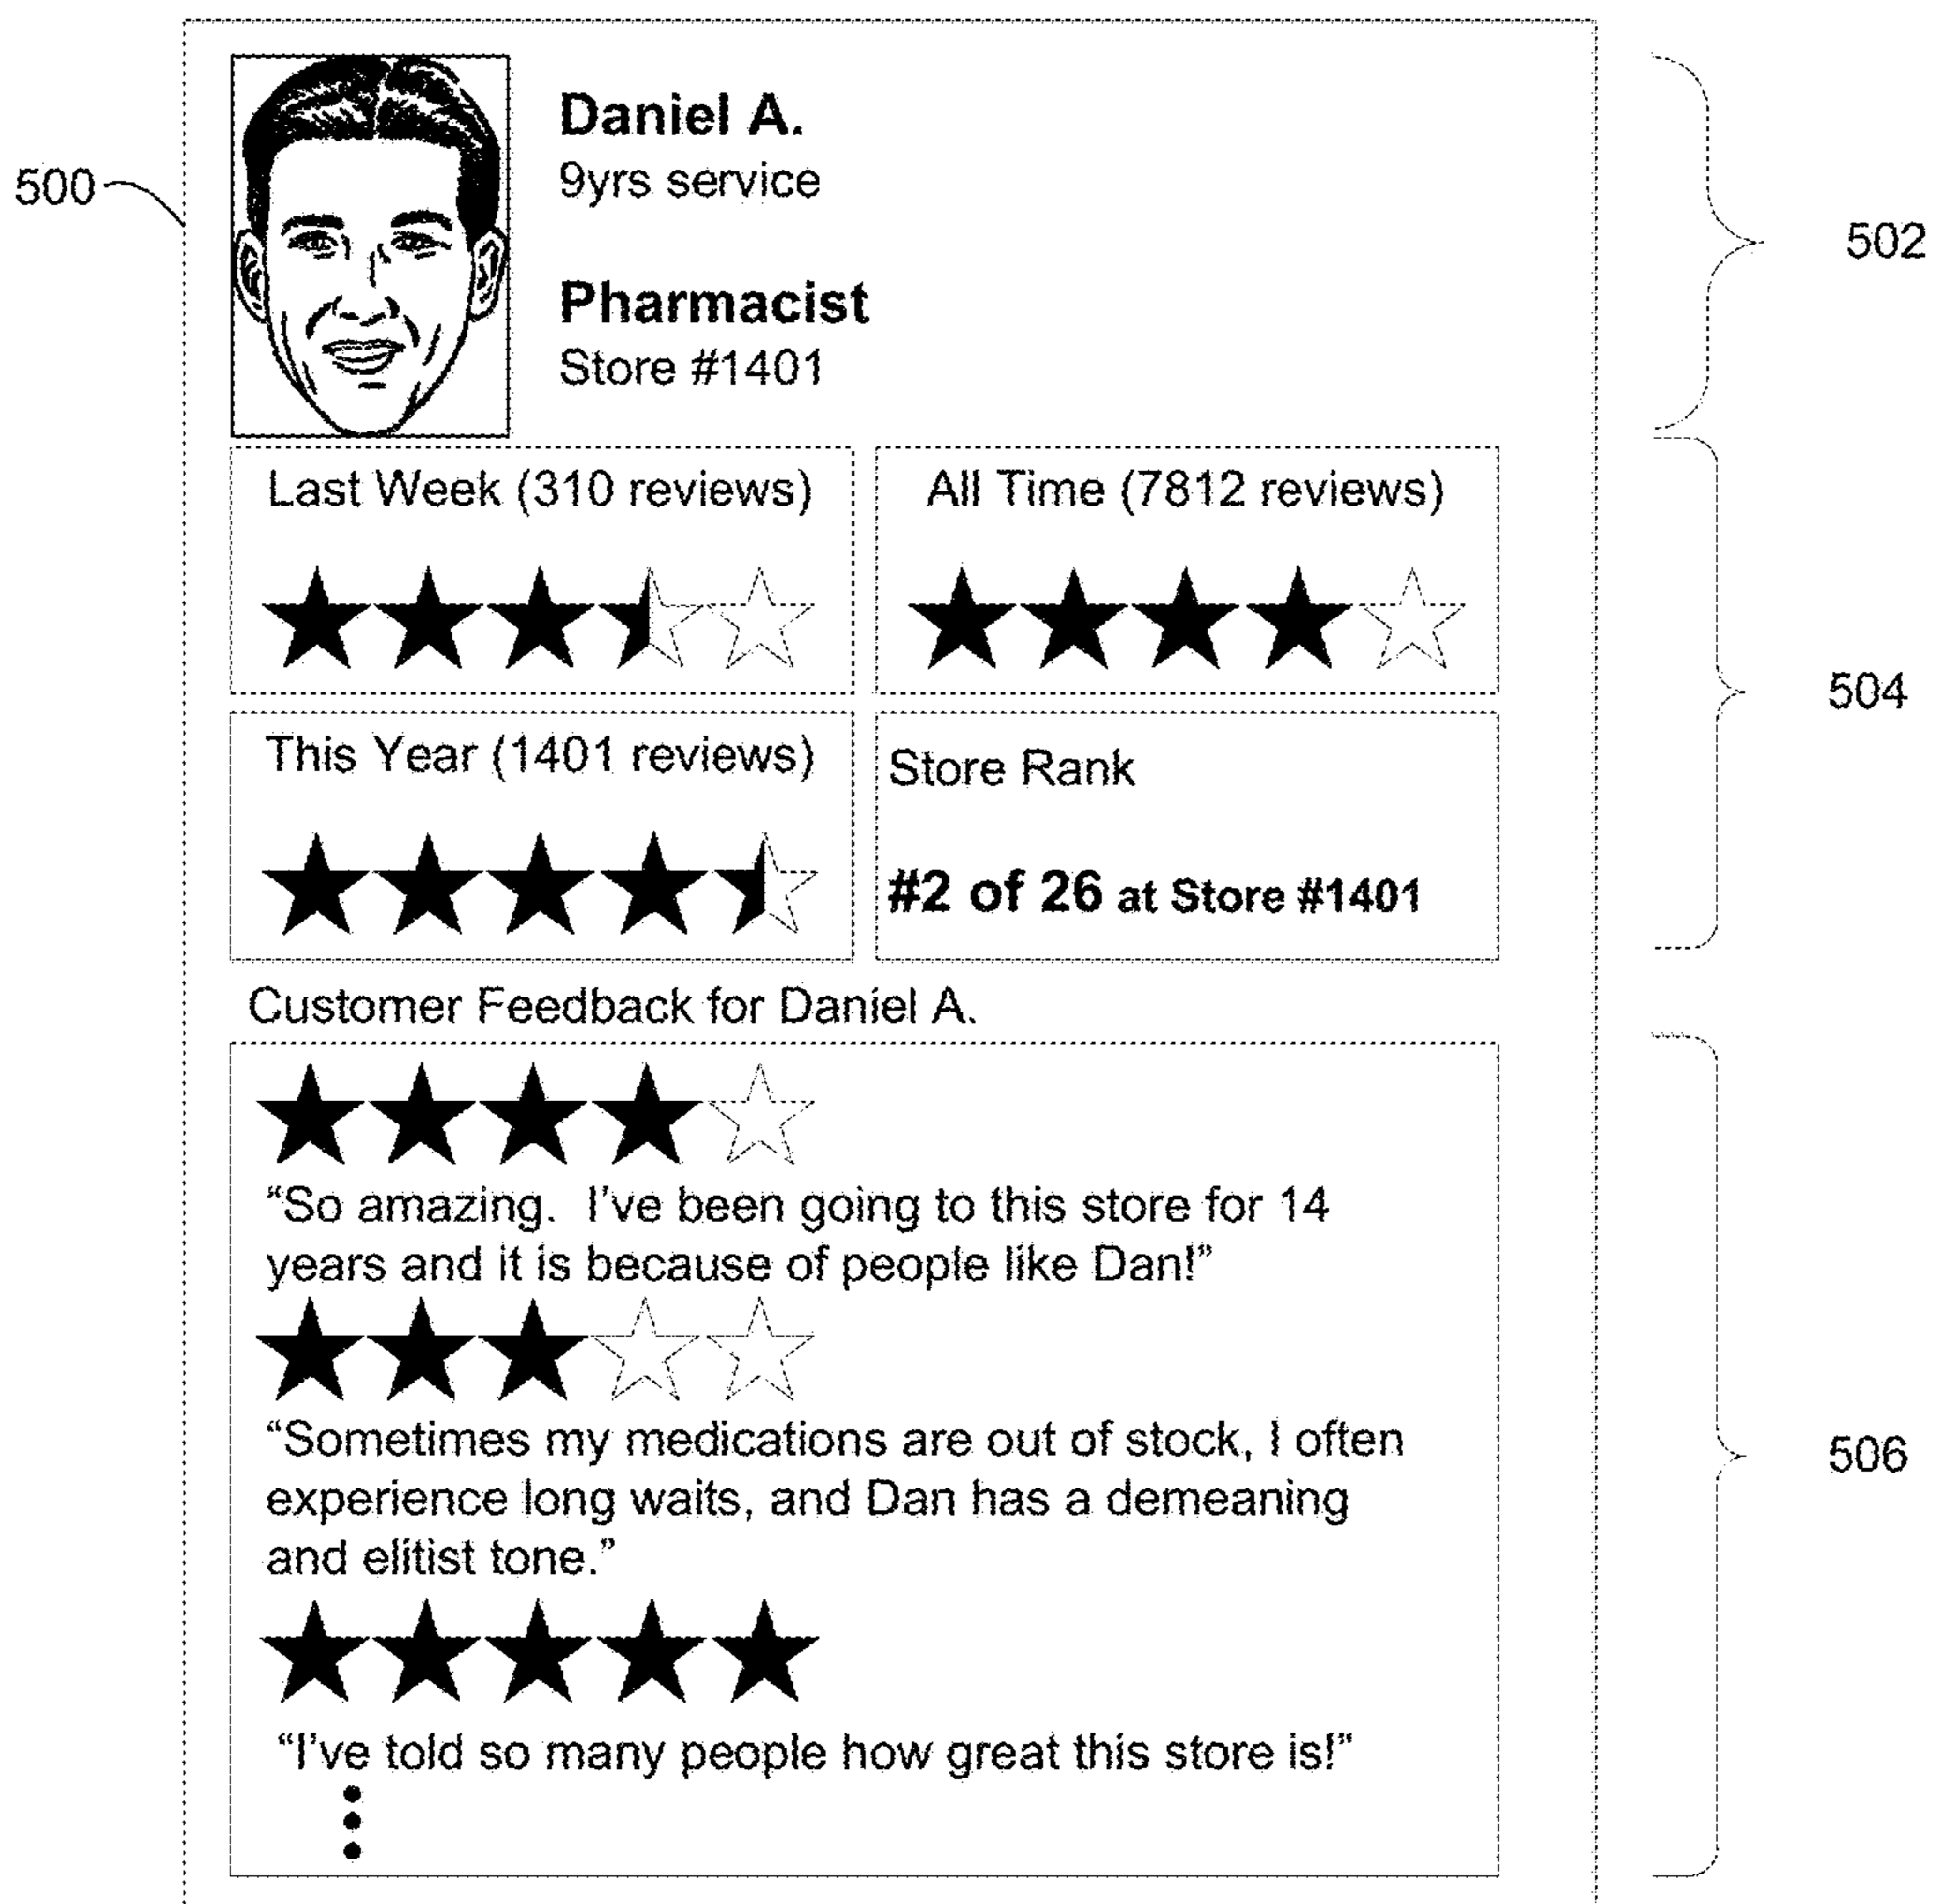 Daniel A.
9yrs service
500
502
Pharmacist
Store #1401
Last Week (310 reviews)
All Time (7812 reviews)
504
This Year (1401 reviews)
Store Rank
#2 of 26 at Store #1401
Customer Feedback for Daniel A.
“So amazing.  I’ve been going to this store for 14
years and it is because of people like Dan!”
“Sometimes my medications are out of stock, I often
experience long waits, and Dan has a demeaning
and elitist tone.”
506
“I’ve told so many people how great this store is!”